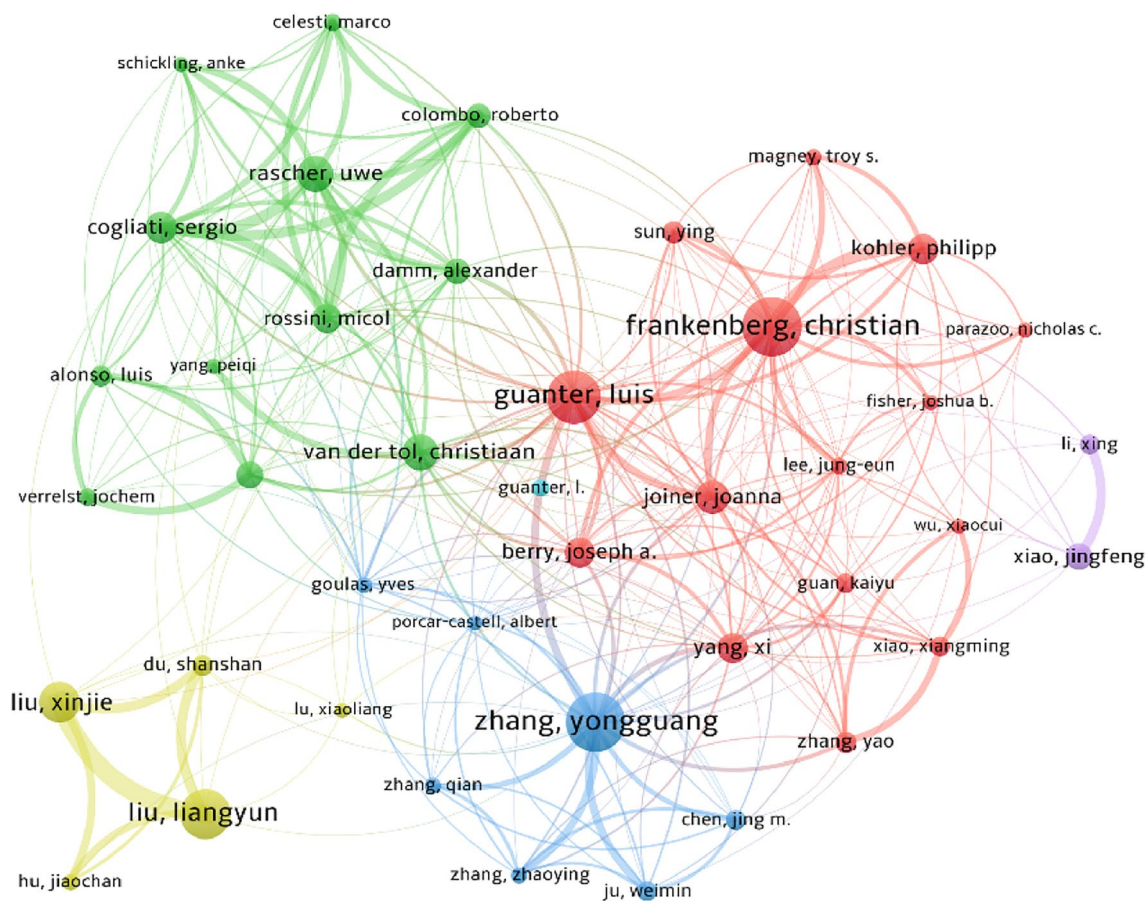 celesti, marco
schickling, anke
colombo, roberto
magney, troy s.
rascher, uwe
cogliati, sergio
sun, ying
kohler, philipp
damm, alexander
rossini, micol
frankenberg, christian
parazoo, nicholas c.
yang, peiqi
alonso, luis
guanter, luis
fisher, joshua b.
li, xing
van der tol, christiaan
lee, jung-eun
guanter, l.
verrelst, jochem
joiner, joanna
wu, xiaocui
berry, joseph a.
xiao, jingfeng
goulas, yves
guan, kaiyu
porcar-castell, albert
yang, xi
xiao, xiangming
du, shanshan
liu, xinjie
lu, xiaoliang
zhang, yongguang
zhang, yao
zhang, qian
liu, liangyun
chen, jing m.
zhang, zhaoying
hu, jiaochan
ju, weimin